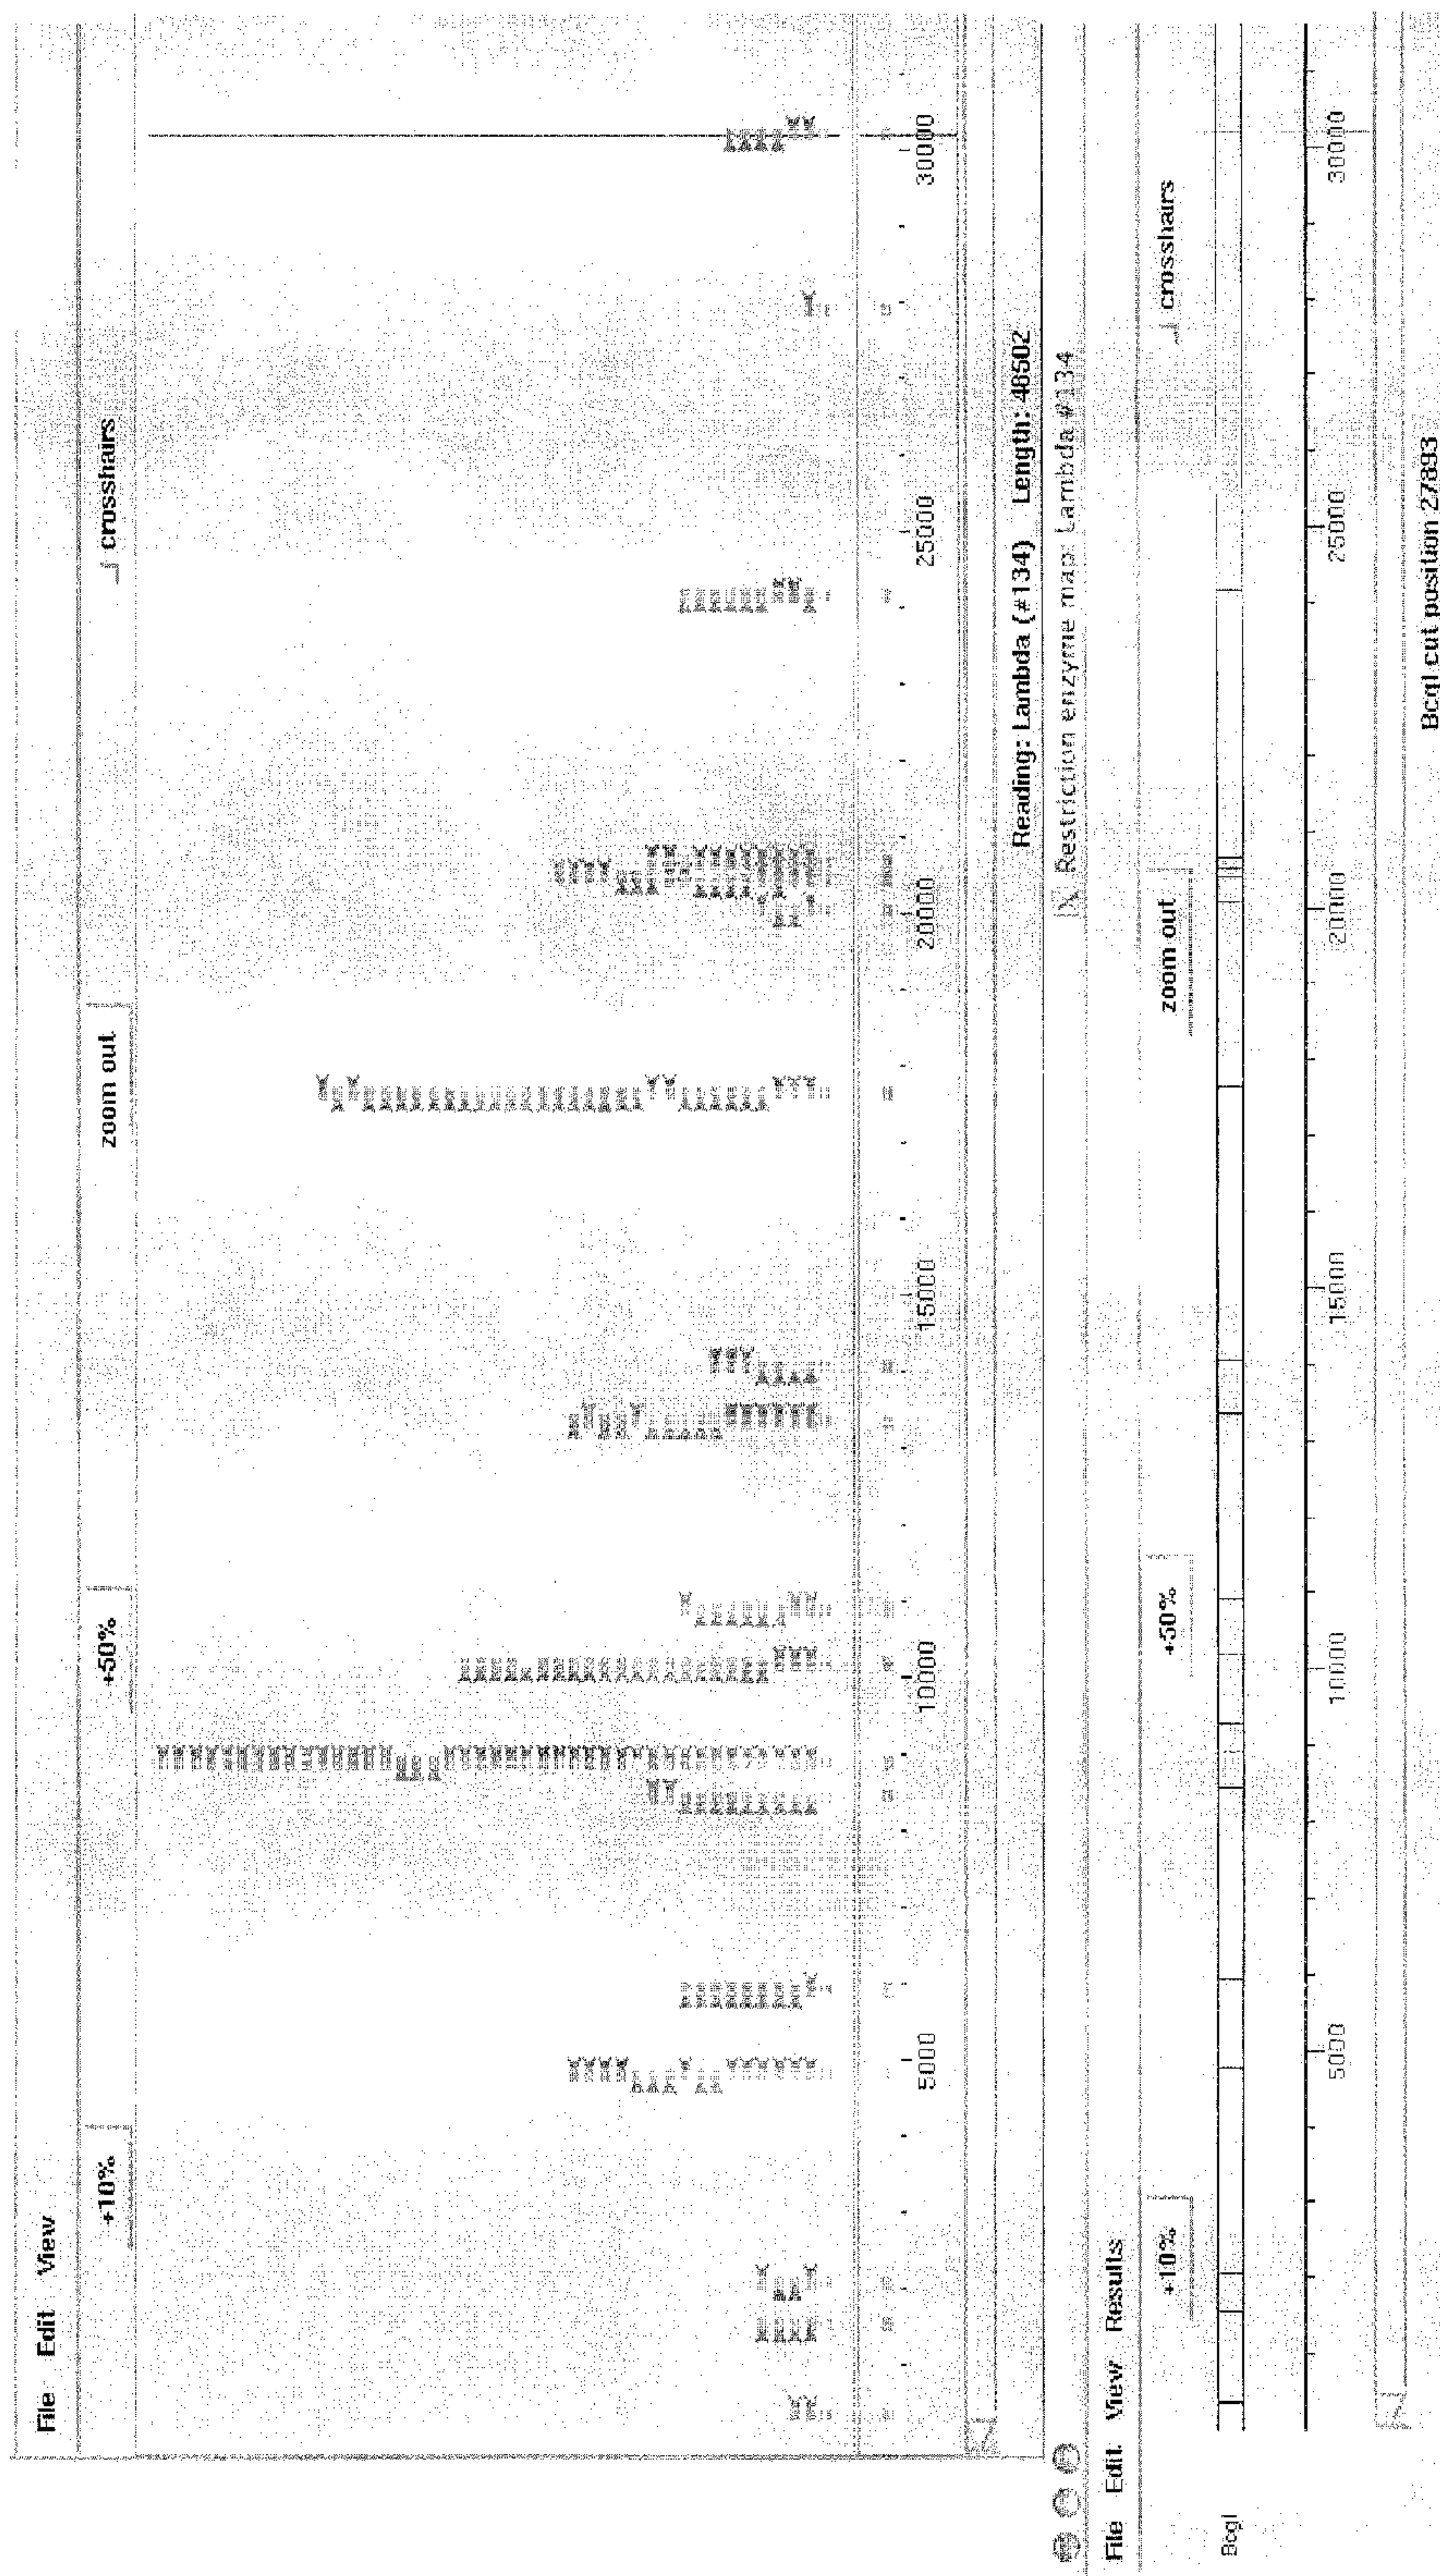 File Edit View
+10% +50% zoom out crosshairs
5000 10000 15000 20000 25000 30000
Reading: Lambda (#134) Length: 48502
X Restriction enzyme map: Lambda #134
File Edit View Results
+10% +50% zoom out crosshairs
BcgI
5000 10000 15000 20000 25000 30000
BcgI cut position 27893